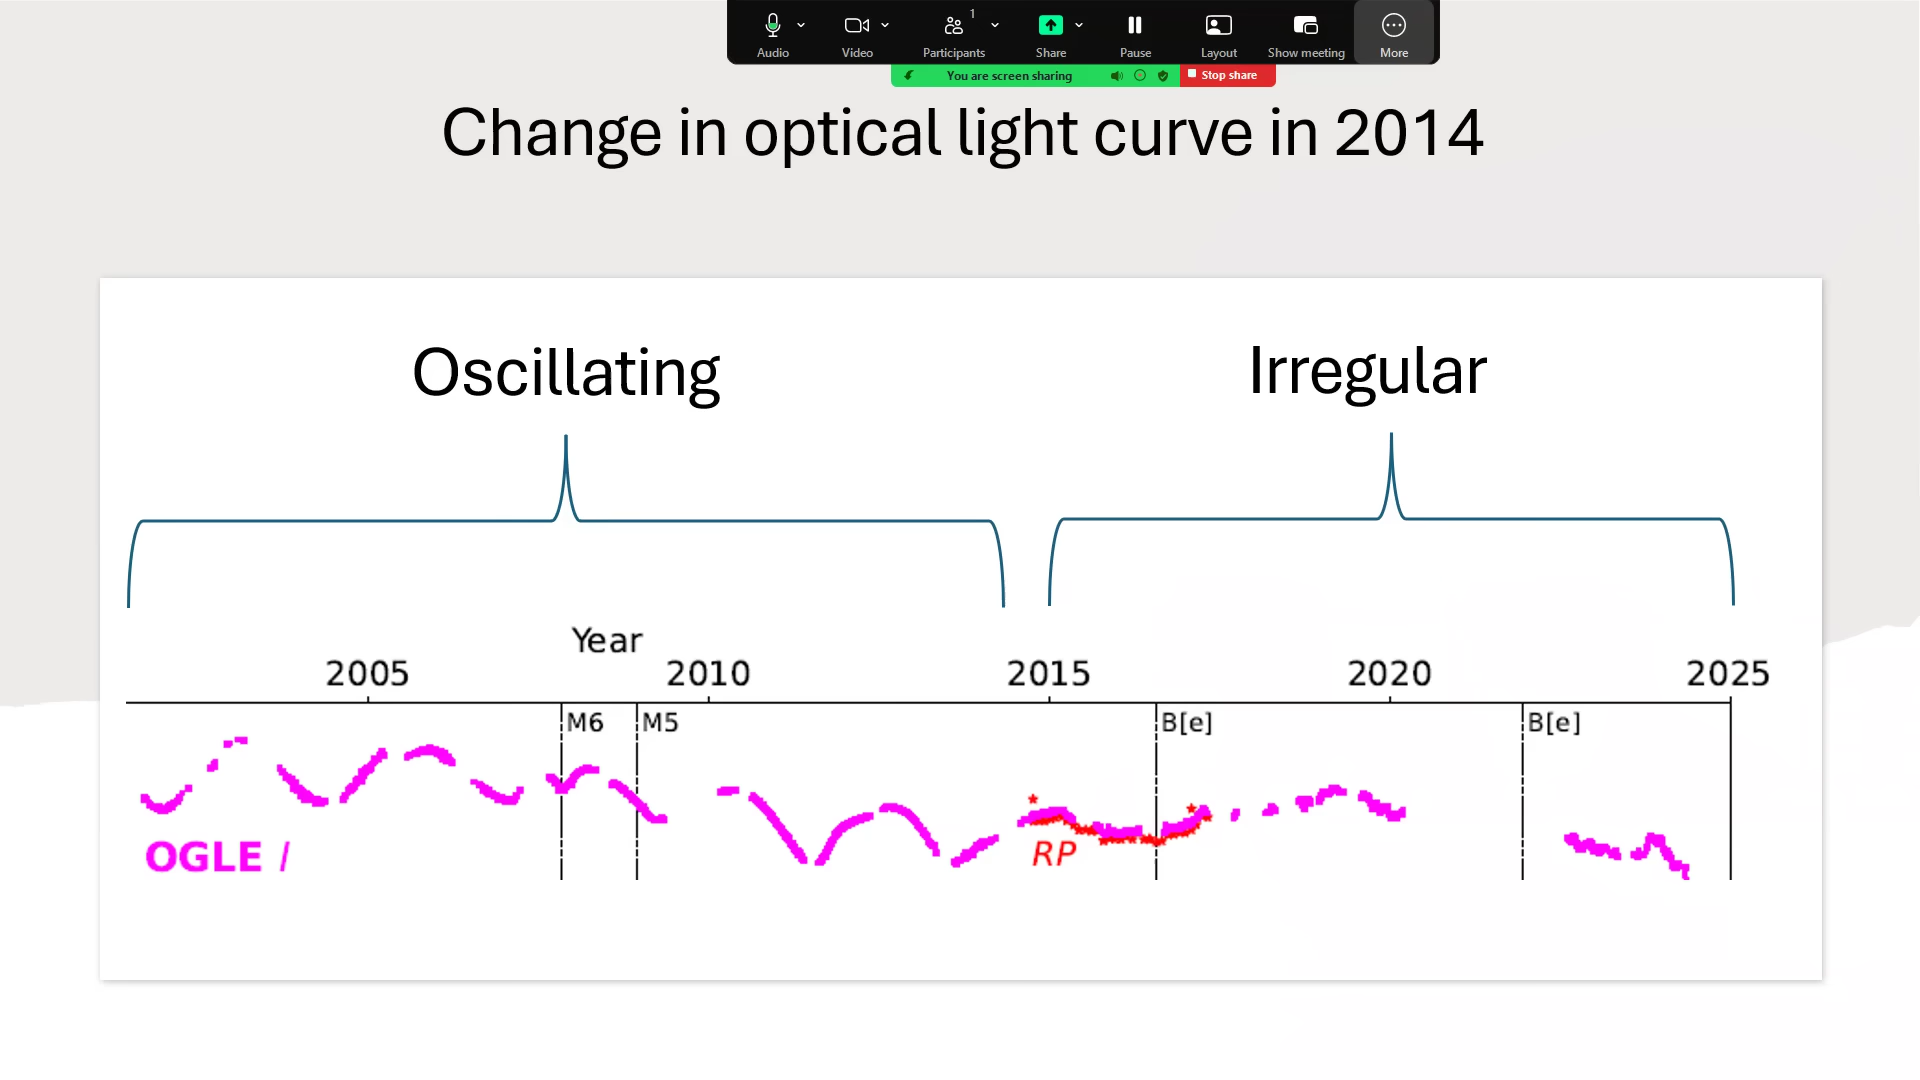 1
Audio Video Participants Share Pause Layout Show meeting More
You are screen sharing Stop share
Change in optical light curve in 2014
Oscillating Irregular
Year
2005 2010 2015 2020 2025
M6 M5 B[e] B[e]
OGLE I RP